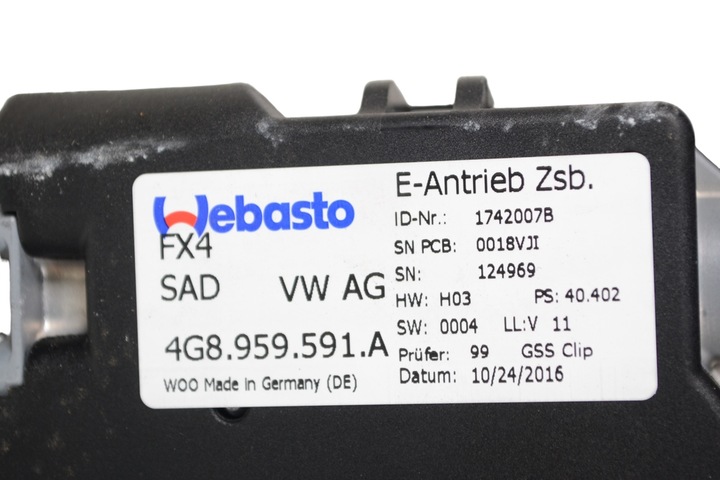 Webasto
FX4
SAD VW AG
4G8.959.591.A
WOO Made in Germany (DE)
E-Antrieb Zsb.
ID-Nr.: 1742007B
SN PCB: 0018VJI
SN: 124969
HW: H03 PS: 40.402
SW: 0004 LL:V 11
Prüfer: 99 GSS Clip
Datum: 10/24/2016